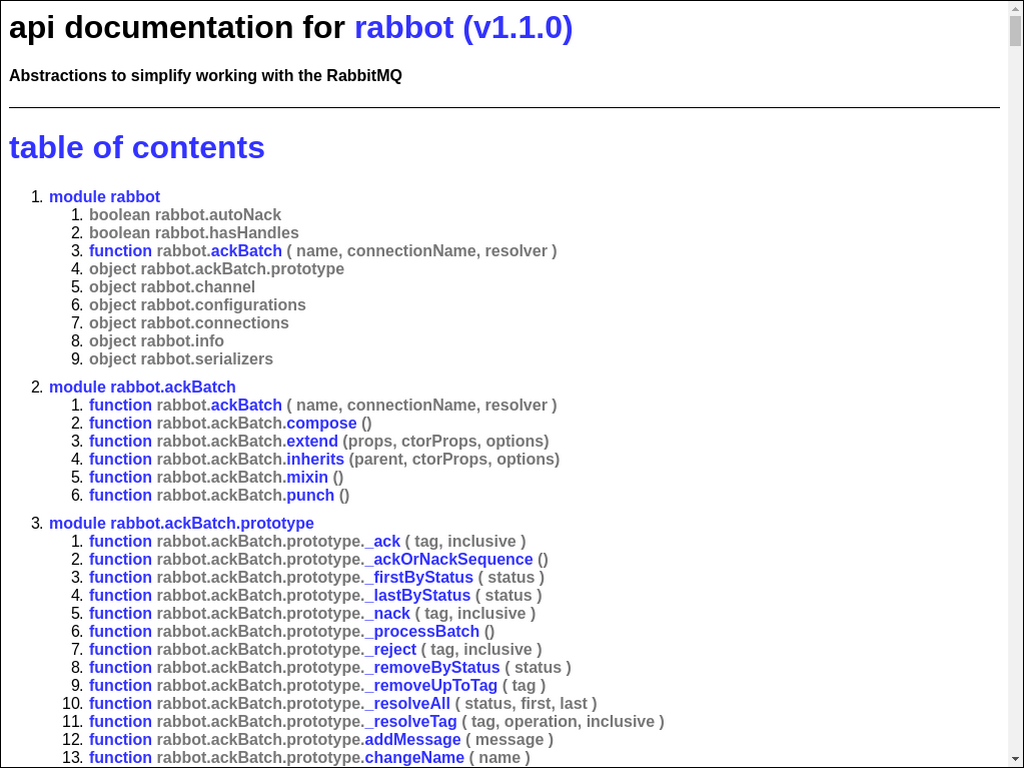 api documentation for rabbot (v1.1.0)
Abstractions to simplify working with the RabbitMQ
table of contents
1. module rabbot
1. boolean rabbot.autoNack
2. boolean rabbot.hasHandles
3. function rabbot.ackBatch ( name, connectionName, resolver )
4. object rabbot.ackBatch.prototype
5. object rabbot.channel
6. object rabbot.configurations
7. object rabbot.connections
8. object rabbot.info
9. object rabbot.serializers
2. module rabbot.ackBatch
1. function rabbot.ackBatch ( name, connectionName, resolver )
2. function rabbot.ackBatch.compose ()
3. function rabbot.ackBatch.extend (props, ctorProps, options)
4. function rabbot.ackBatch.inherits (parent, ctorProps, options)
5. function rabbot.ackBatch.mixin ()
6. function rabbot.ackBatch.punch ()
3. module rabbot.ackBatch.prototype
1. function rabbot.ackBatch.prototype._ack ( tag, inclusive )
2. function rabbot.ackBatch.prototype._ackOrNackSequence ()
3. function rabbot.ackBatch.prototype._firstByStatus ( status )
4. function rabbot.ackBatch.prototype._lastByStatus ( status )
5. function rabbot.ackBatch.prototype._nack ( tag, inclusive )
6. function rabbot.ackBatch.prototype._processBatch ()
7. function rabbot.ackBatch.prototype._reject ( tag, inclusive )
8. function rabbot.ackBatch.prototype._removeByStatus ( status )
9. function rabbot.ackBatch.prototype._removeUpToTag ( tag )
10. function rabbot.ackBatch.prototype._resolveAll ( status, first, last )
11. function rabbot.ackBatch.prototype._resolveTag ( tag, operation, inclusive )
12. function rabbot.ackBatch.prototype.addMessage ( message )
13. function rabbot.ackBatch.prototype.changeName ( name )